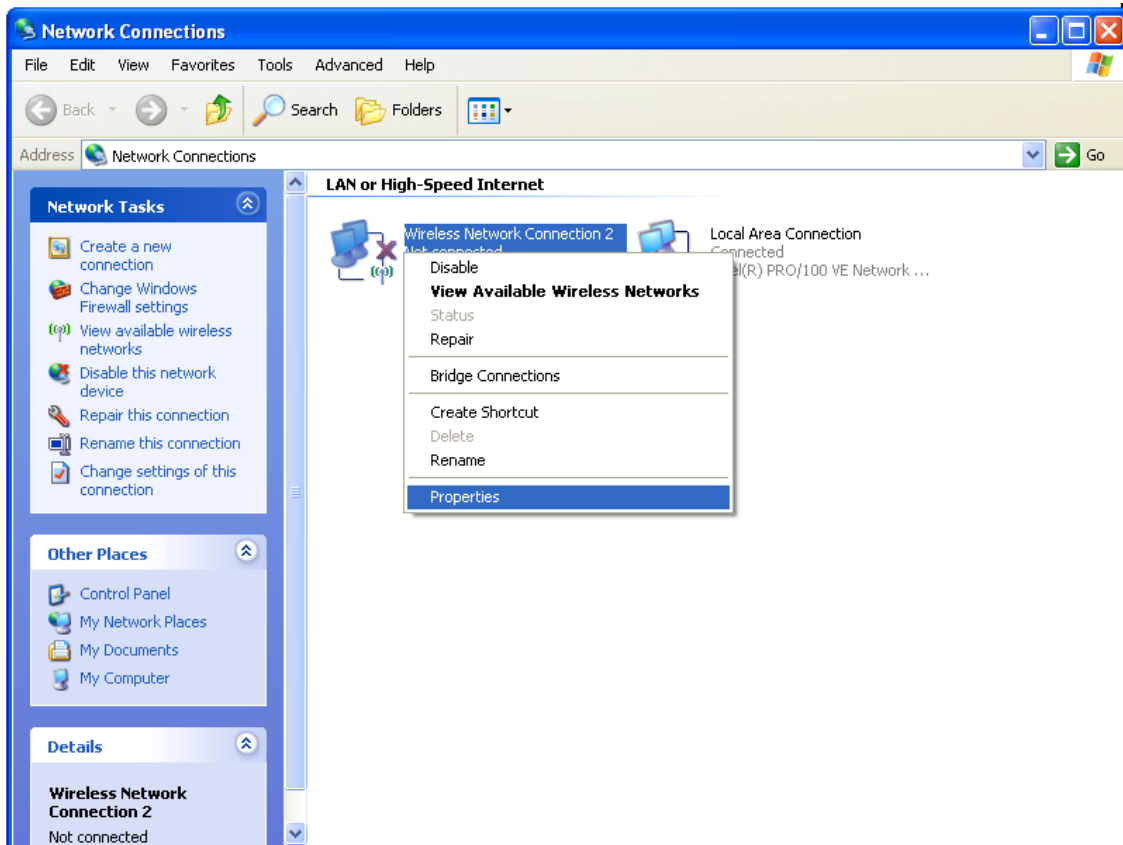 Network Connections
File Edit View Favorites Tools Advanced Help
Back Search Folders
Address Network Connections Go
Network Tasks
Create a new
connection
Change Windows
Firewall settings
View available wireless
networks
Disable this network
device
Repair this connection
Rename this connection
Change settings of this
connection
Other Places
Control Panel
My Network Places
My Documents
My Computer
Details
Wireless Network
Connection 2
Not connected
LAN or High-Speed Internet
Wireless Network Connection 2
Not connected
Local Area Connection
Connected
PRO/100 VE Network ...
Disable
View Available Wireless Networks
Status
Repair
Bridge Connections
Create Shortcut
Delete
Rename
Properties